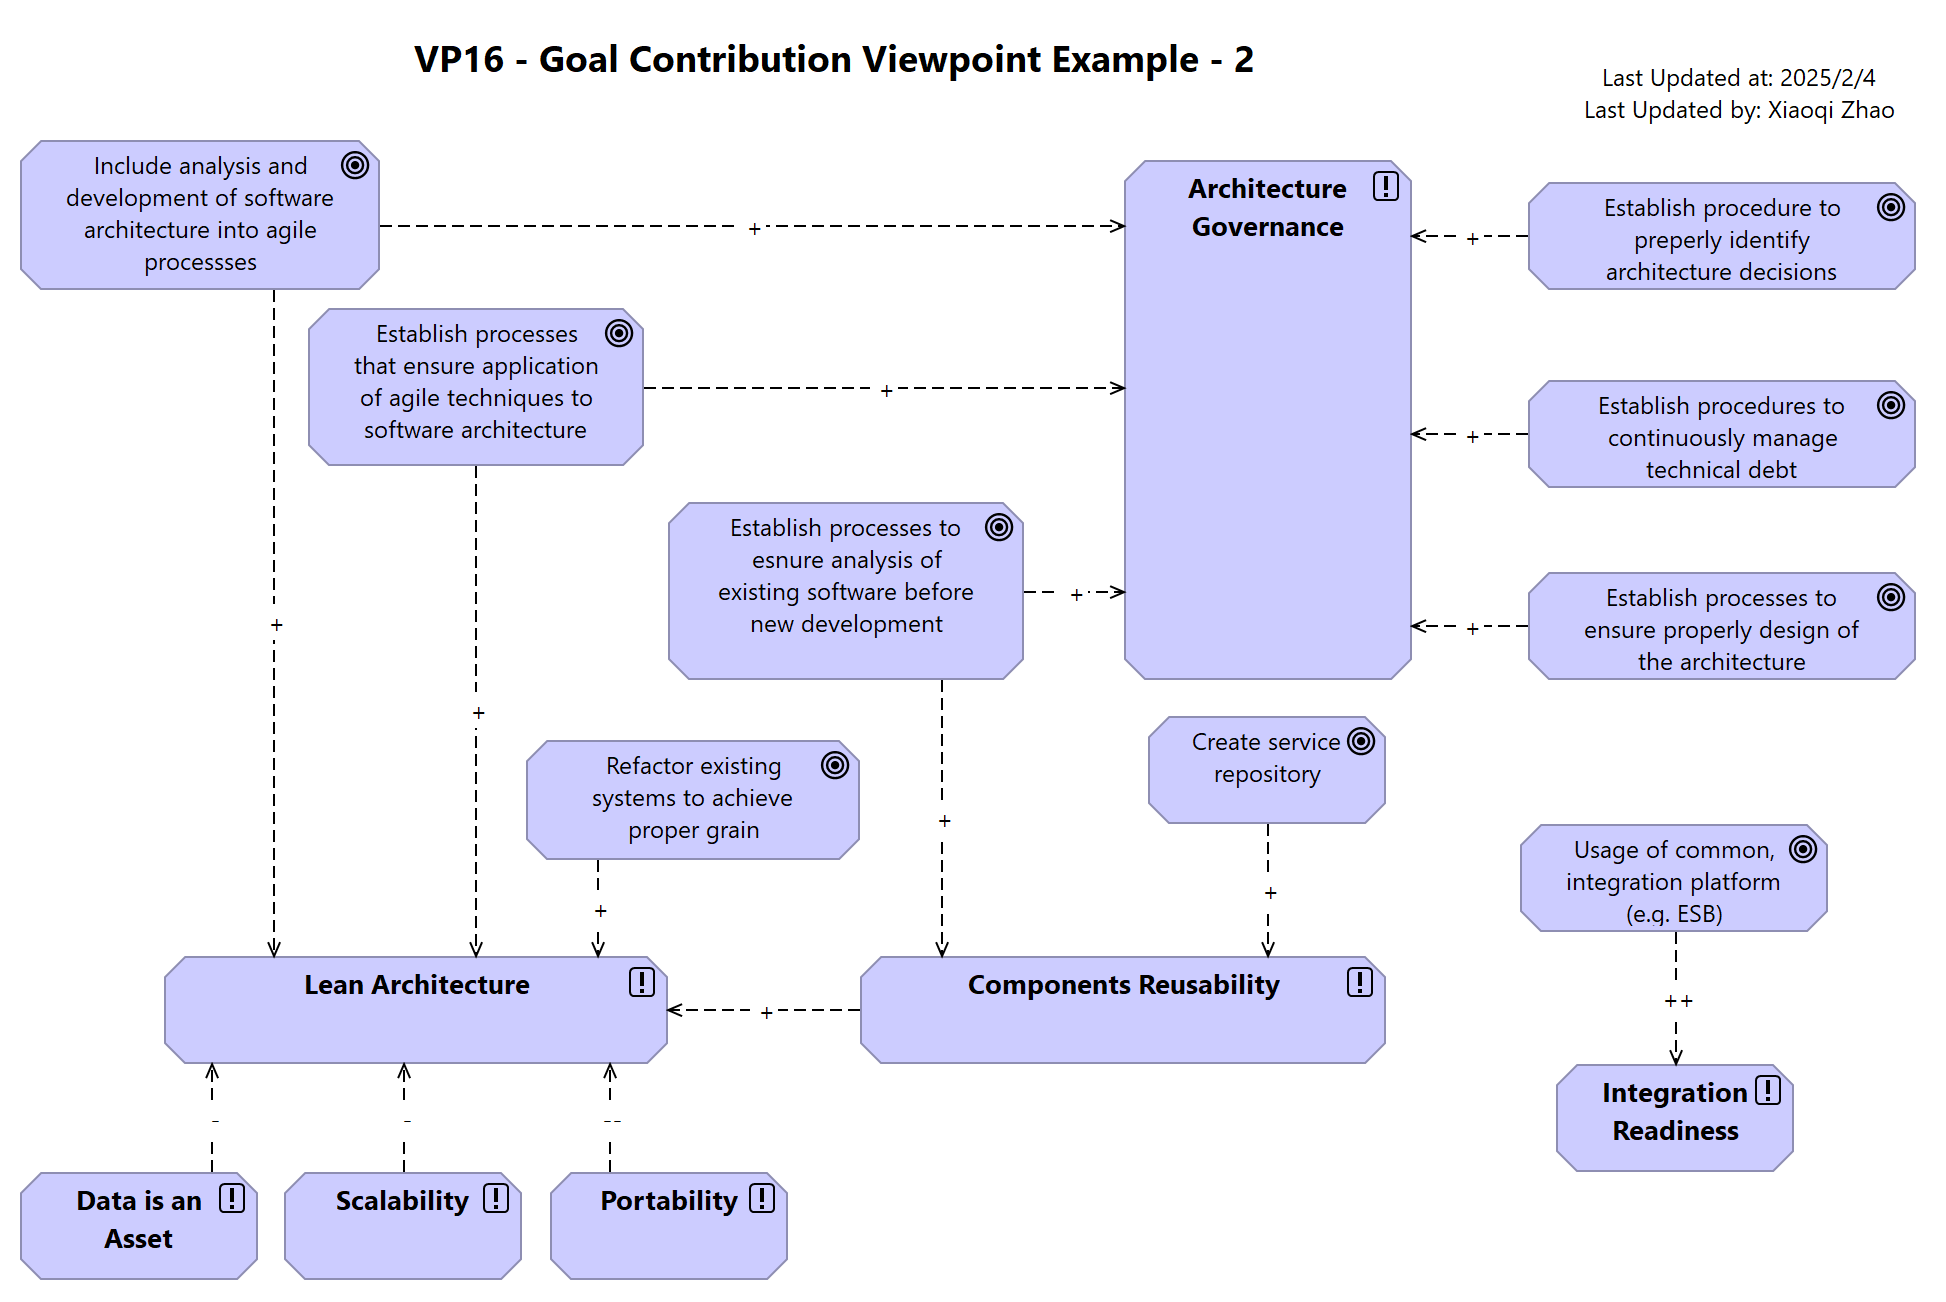 VP16 - Goal Contribution Viewpoint Example - 2
Last Updated at: 2025/2/4
Last Updated by: Xiaoqi Zhao
Include analysis and
development of software
architecture into agile
processses
+
Architecture
Governance
+
Establish procedure to
preperly identify
architecture decisions
Establish processes
that ensure application
of agile techniques to
software architecture
+
+
Establish procedures to
continuously manage
technical debt
Establish processes to
esnure analysis of
existing software before
new development
+
+
Establish processes to
ensure properly design of
the architecture
+
+
Refactor existing
systems to achieve
proper grain
+
Create service
repository
+
+
Usage of common,
integration platform
(e.g. ESB)
++
Lean Architecture
+
Components Reusability
Integration
Readiness
-
-
--
Data is an
Asset
Scalability
Portability